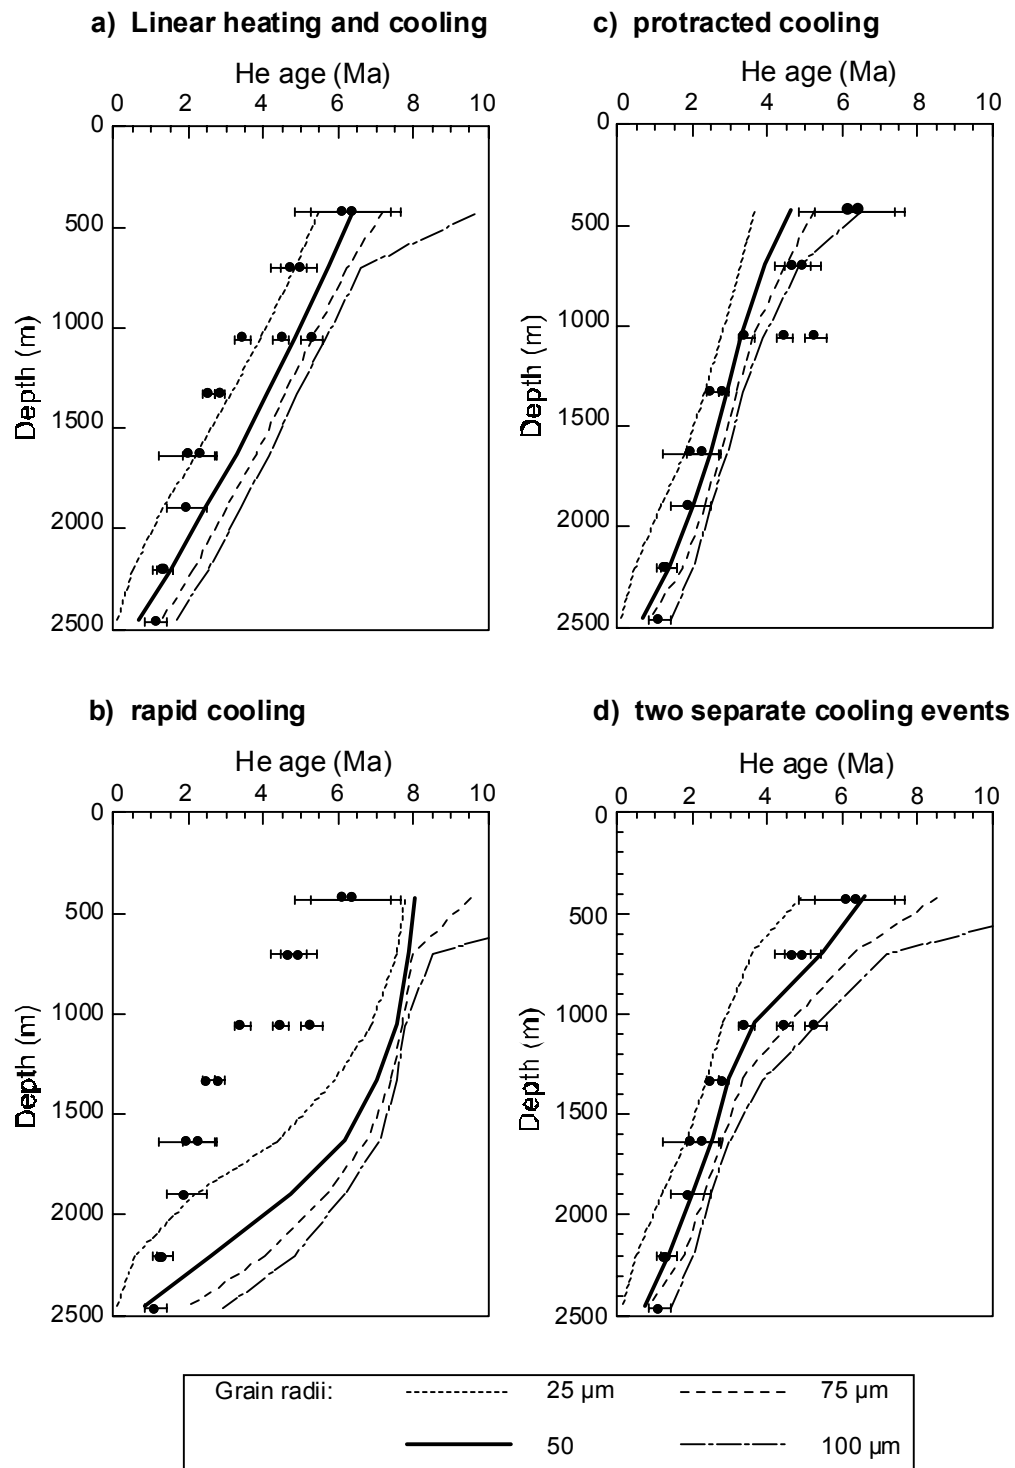 a) Linear heating and cooling
He age (Ma)
0 2 4 6 8 10
0
500
1000
1500
2000
2500
Depth (m)
c) protracted cooling
He age (Ma)
0 2 4 6 8 10
0
500
1000
1500
2000
2500
Depth (m)
b) rapid cooling
He age (Ma)
0 2 4 6 8 10
0
500
1000
1500
2000
2500
Depth (m)
d) two separate cooling events
He age (Ma)
0 2 4 6 8 10
0
500
1000
1500
2000
2500
Depth (m)
Grain radii: 25 µm 75 µm
50 100 µm